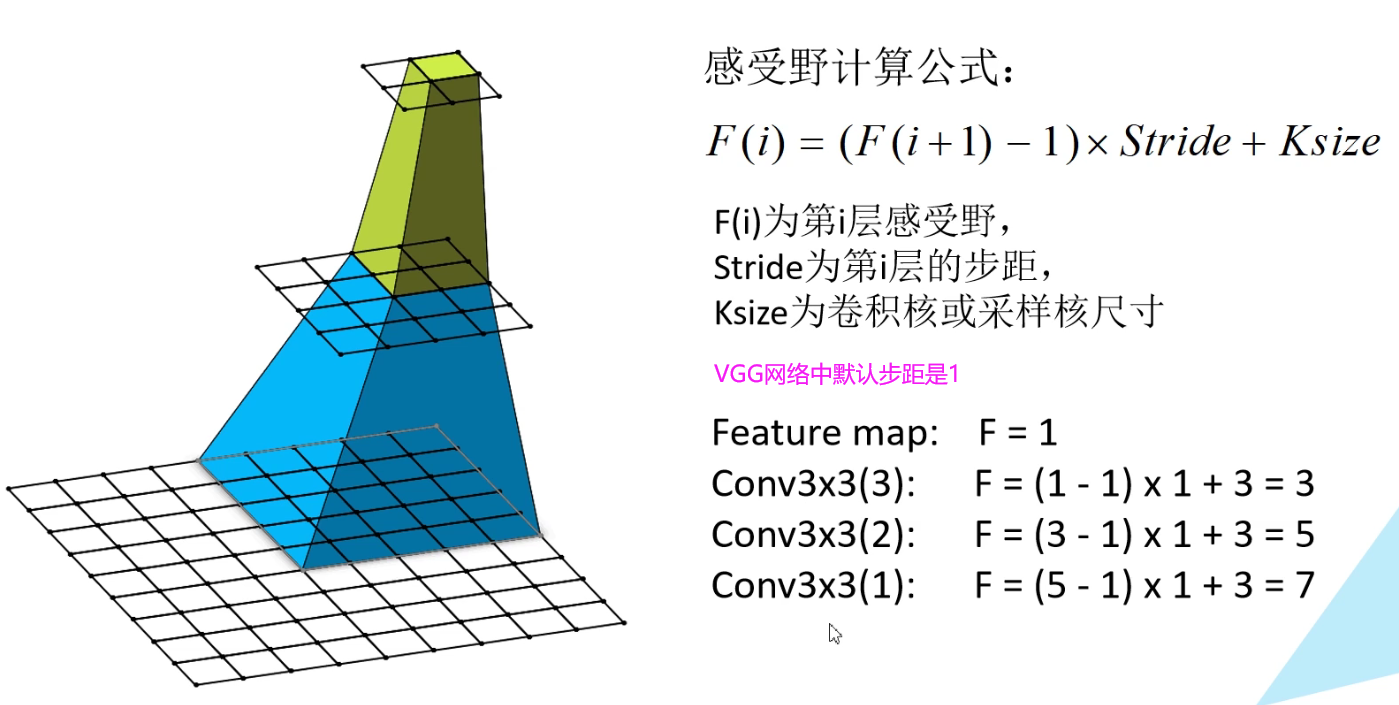 感受野计算公式：
F(i) = (F(i+1) − 1) × Stride + Ksize
F(i)为第i层感受野，
Stride为第i层的步距，
Ksize为卷积核或采样核尺寸
VGG网络中默认步距是1
Feature map: F = 1
Conv3x3(3): F = (1 - 1) x 1 + 3 = 3
Conv3x3(2): F = (3 - 1) x 1 + 3 = 5
Conv3x3(1): F = (5 - 1) x 1 + 3 = 7